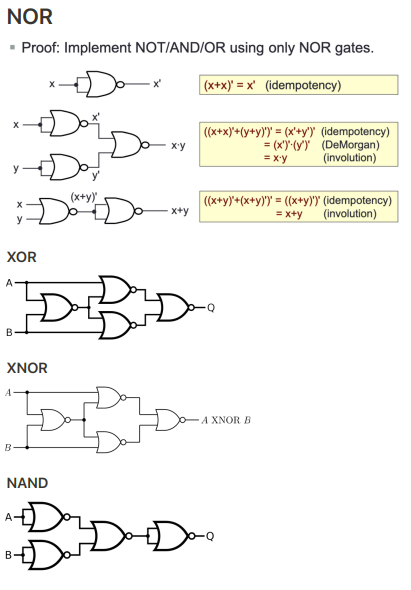 NOR
▪ Proof: Implement NOT/AND/OR using only NOR gates.
x x' (x+x)' = x' (idempotency)
x x' ((x+x)'+(y+y)')' = (x'+y')' (idempotency)
x·y = (x')'·(y')' (DeMorgan)
y y' = x·y (involution)
(x+y)' ((x+y)'+(x+y)')' = ((x+y)')' (idempotency)
x y x+y = x+y (involution)
XOR
A
Q
B
XNOR
A
A XNOR B
B
NAND
A
Q
B